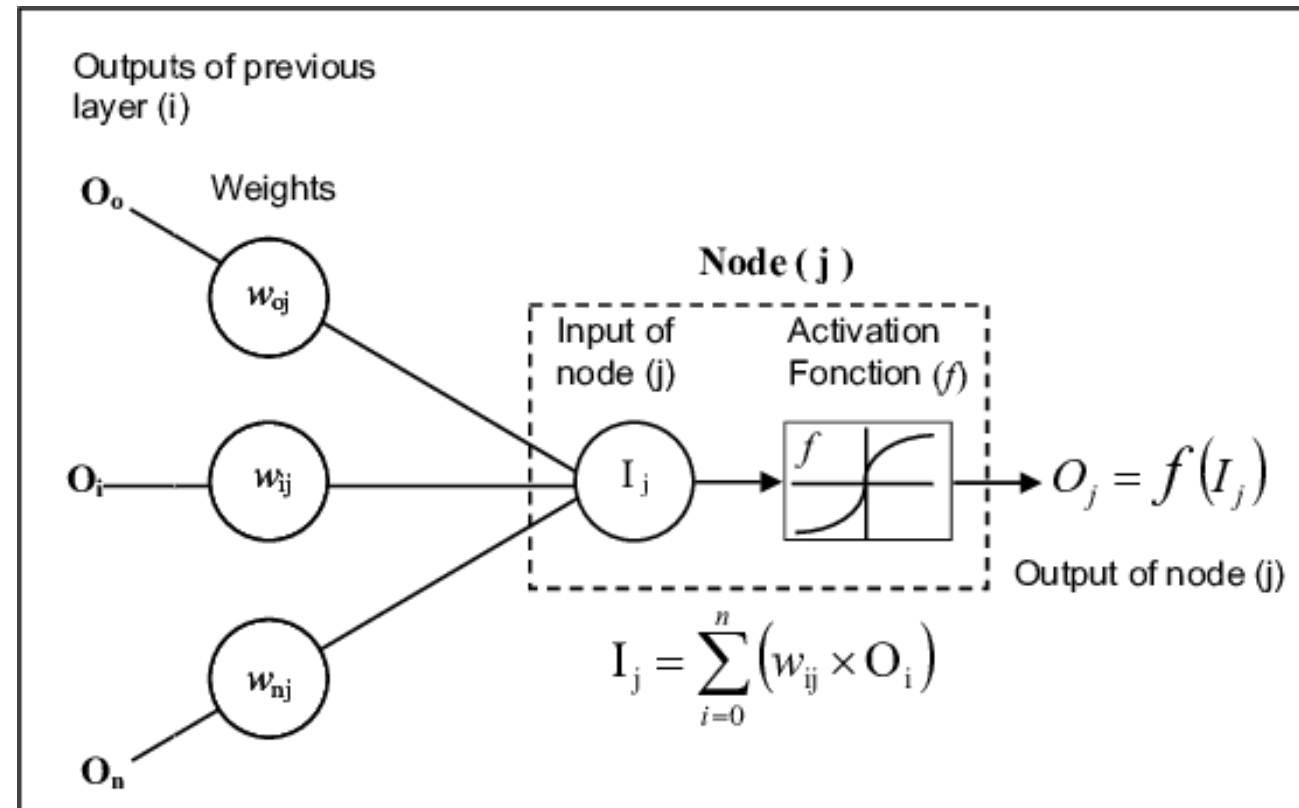 Outputs of previous
layer (i)
Oo
Weights
woj
Node ( j )
Input of
node (j)
Activation
Fonction (f)
Oi
wij
Ij
f
Oj = f(Ij)
Output of node (j)
Ij = ∑ⁿᵢ₌₀ (wij × Oi)
wnj
On